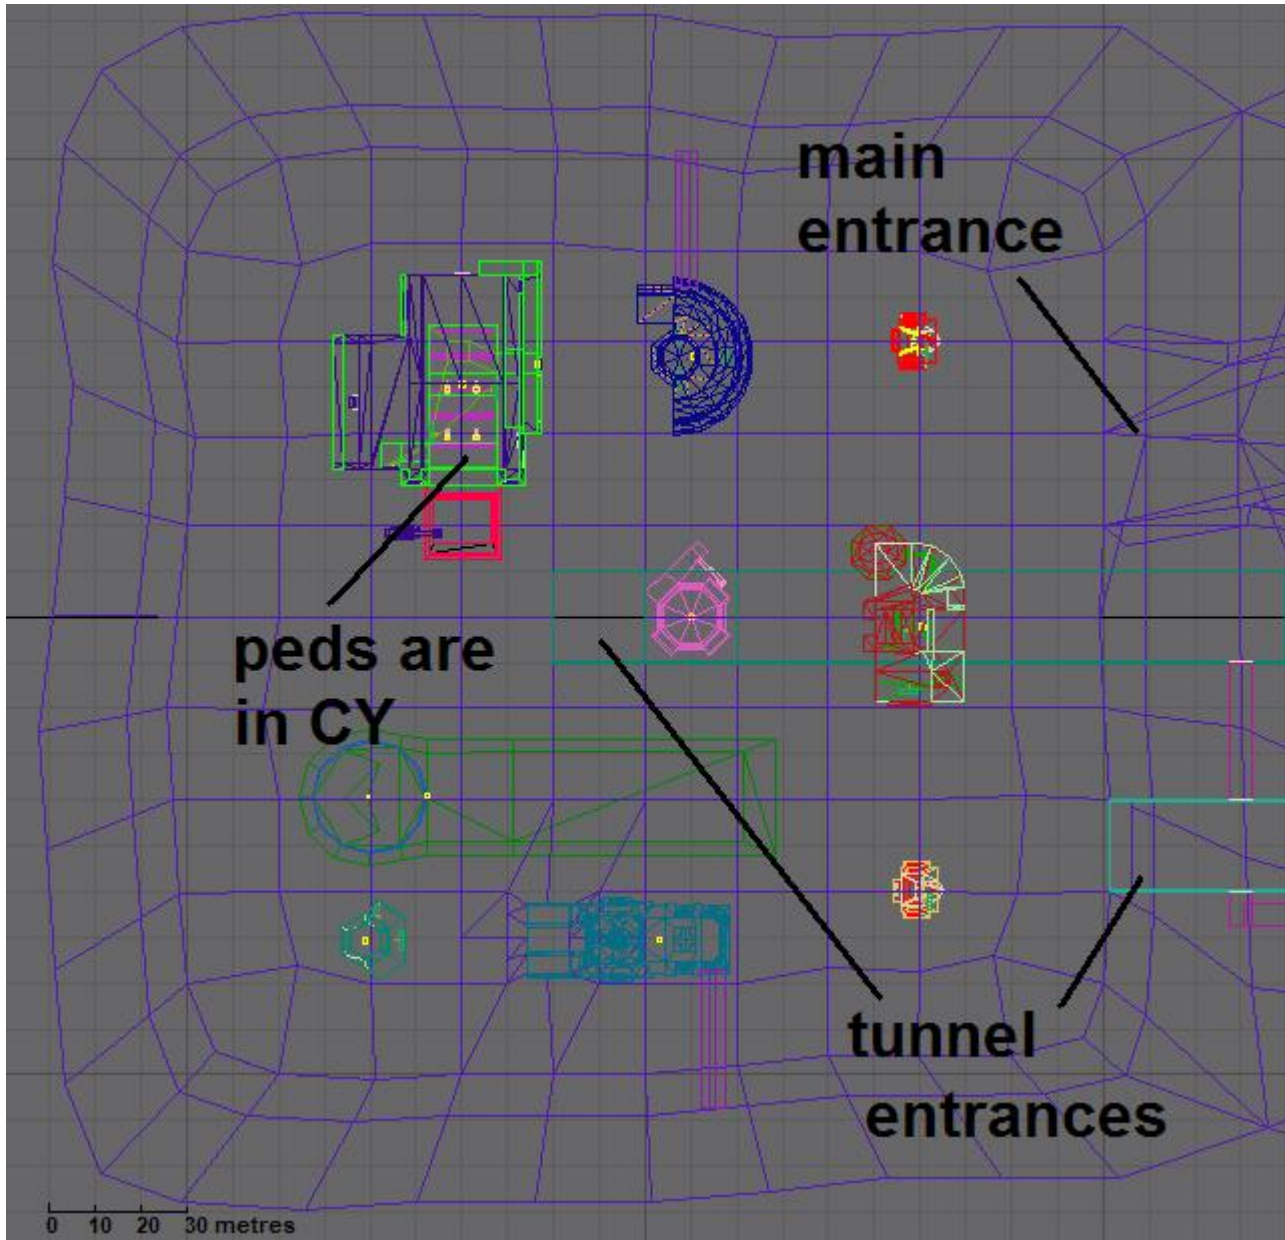 main
entrance
peds are
in CY
tunnel
entrances
0 10 20 30 metres